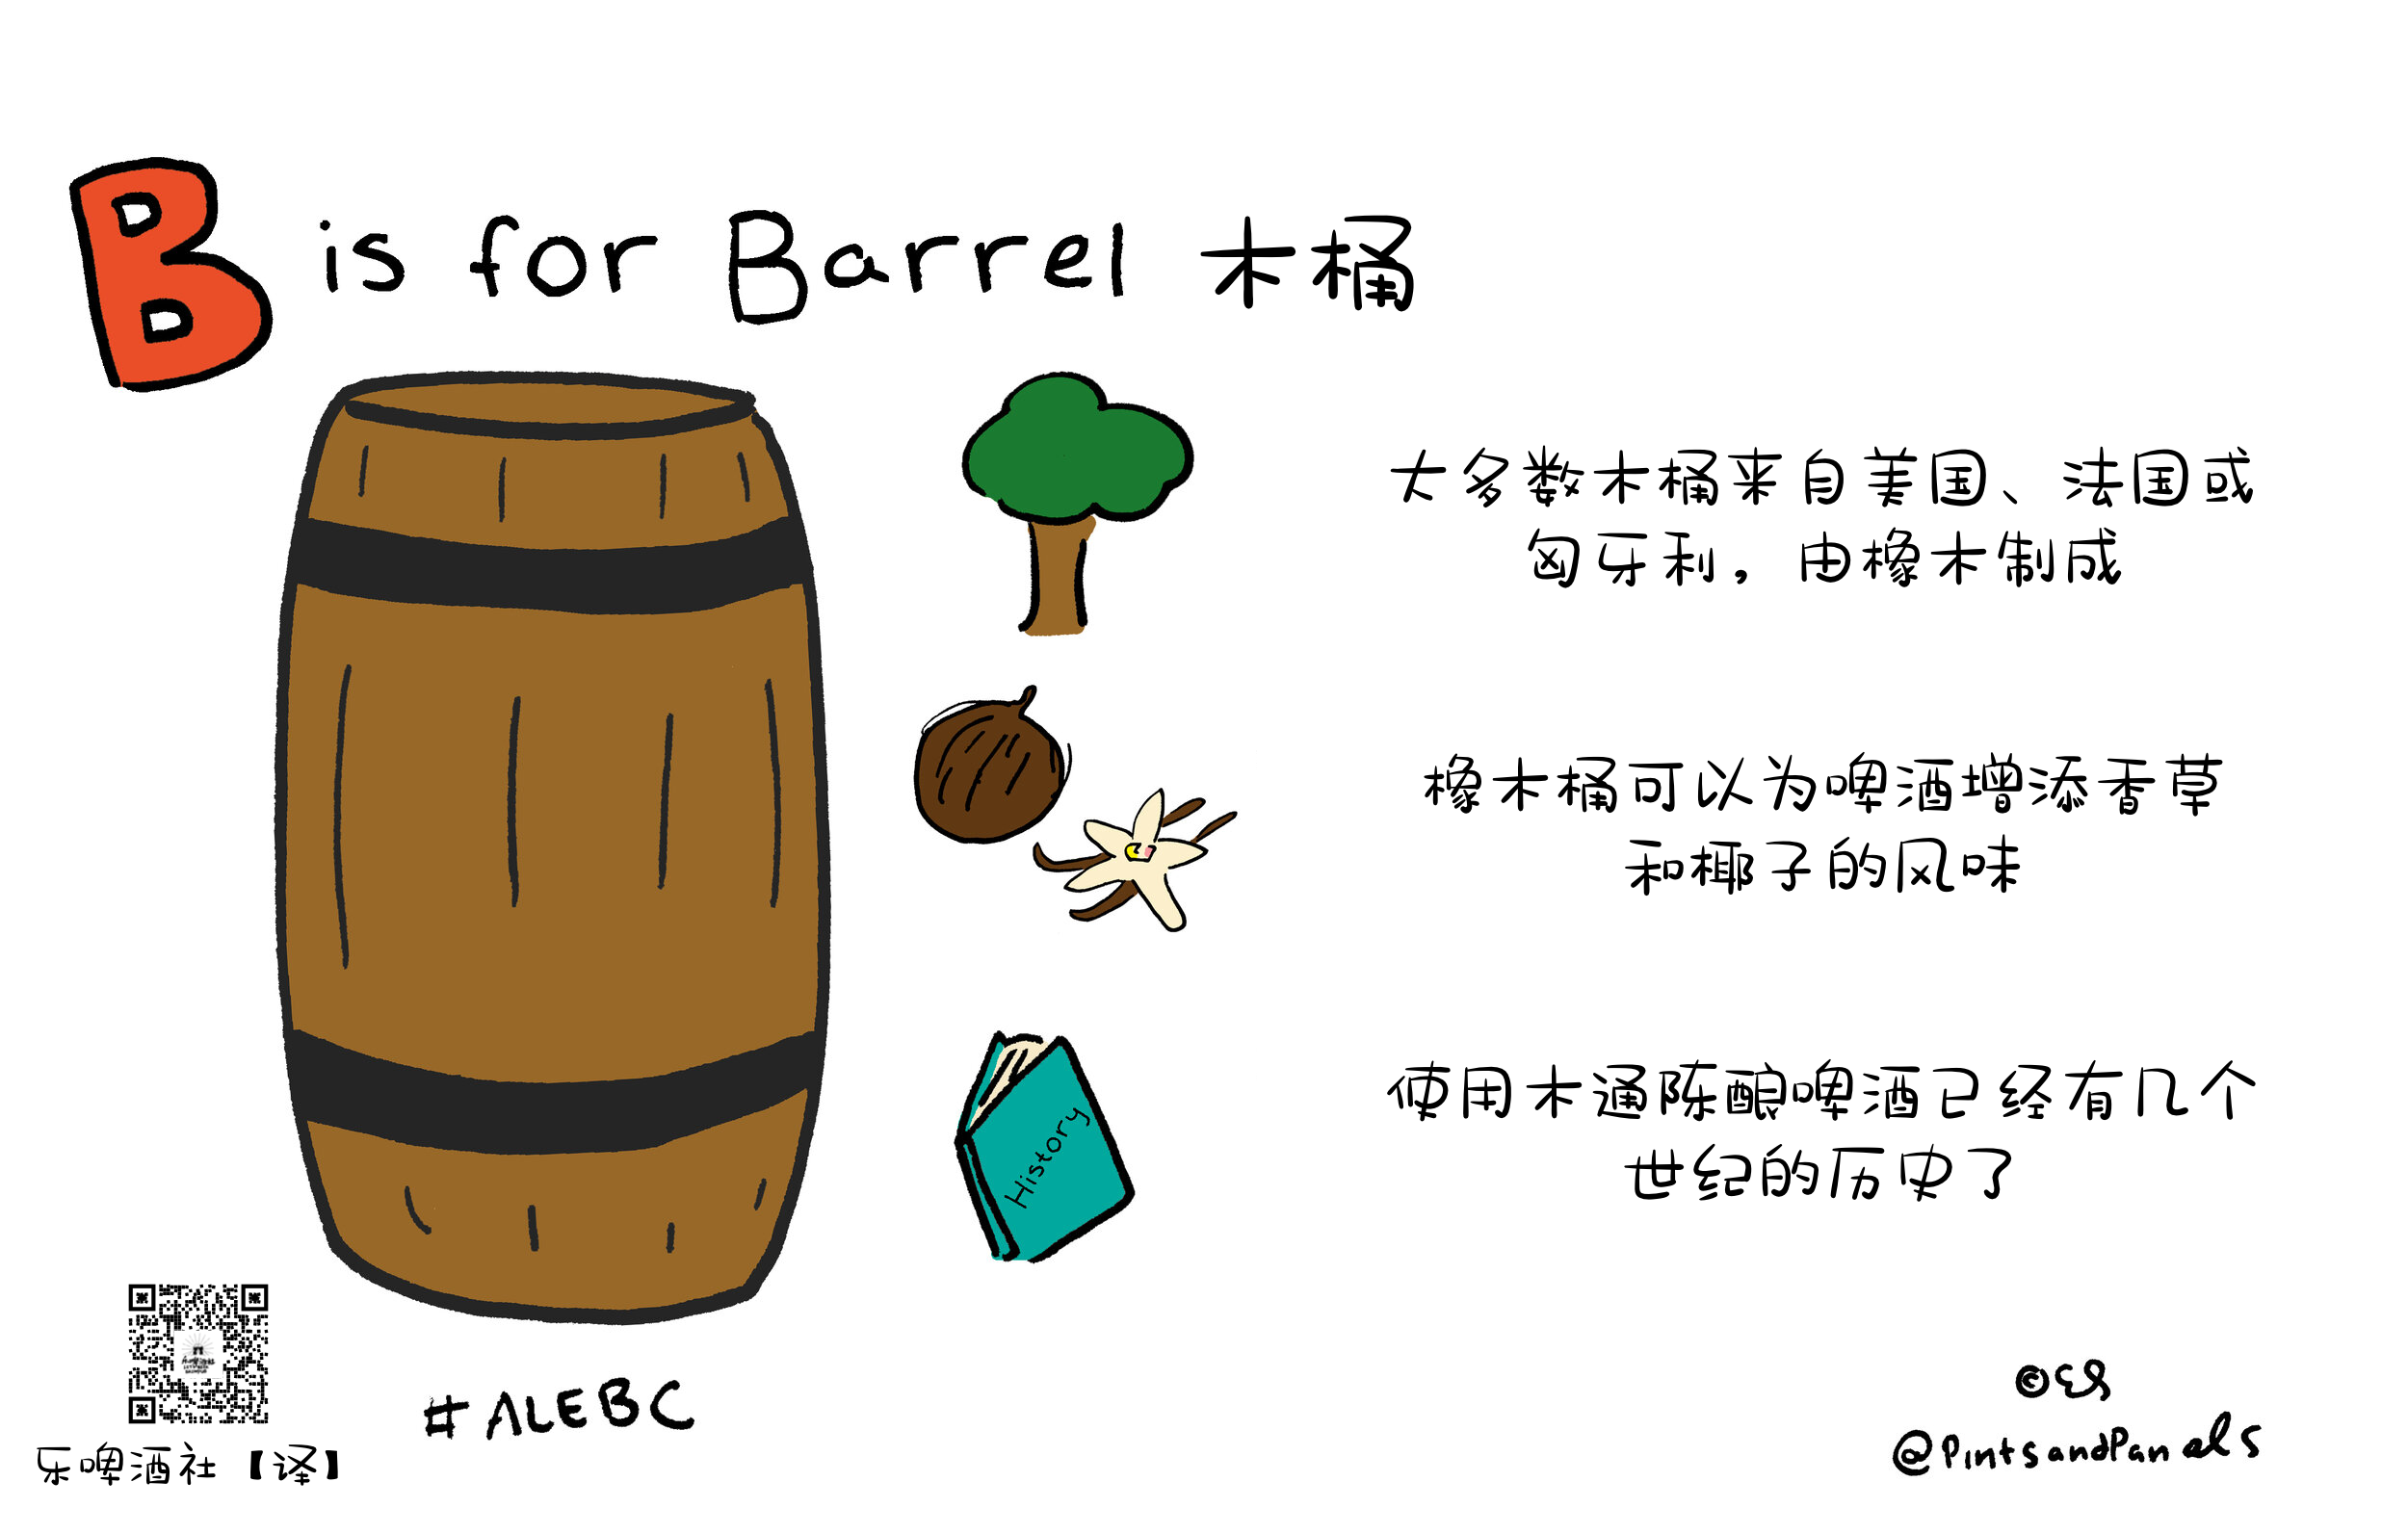 B is for Barrel 木桶
大多数木桶来自美国、法国或
匈牙利，由橡木制成
橡木桶可以为啤酒增添香草
和椰子的风味
History
使用木通陈酿啤酒已经有几个
世纪的历史了
#ALEBC
乐啤酒社【译】
©ES
@PintsandPanels